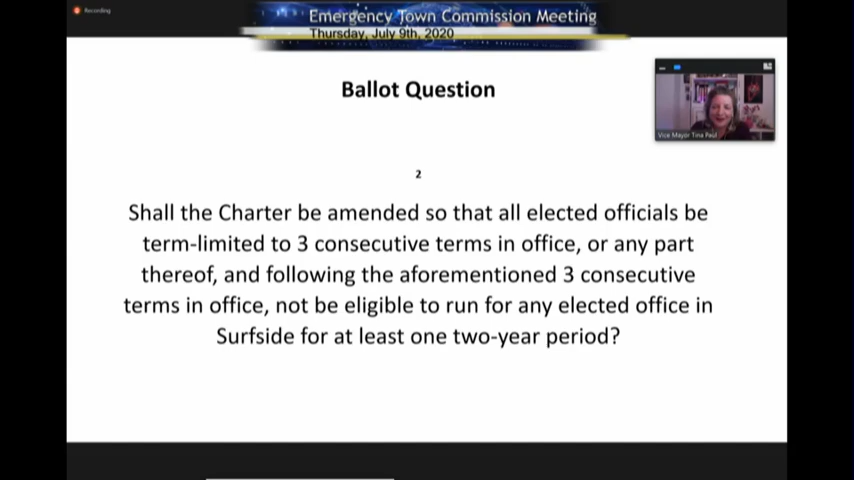 Recording
Emergency Town Commission Meeting
Thursday, July 9th, 2020
Ballot Question
Vice Mayor Tina Paul
2
Shall the Charter be amended so that all elected officials be
term-limited to 3 consecutive terms in office, or any part
thereof, and following the aforementioned 3 consecutive
terms in office, not be eligible to run for any elected office in
Surfside for at least one two-year period?